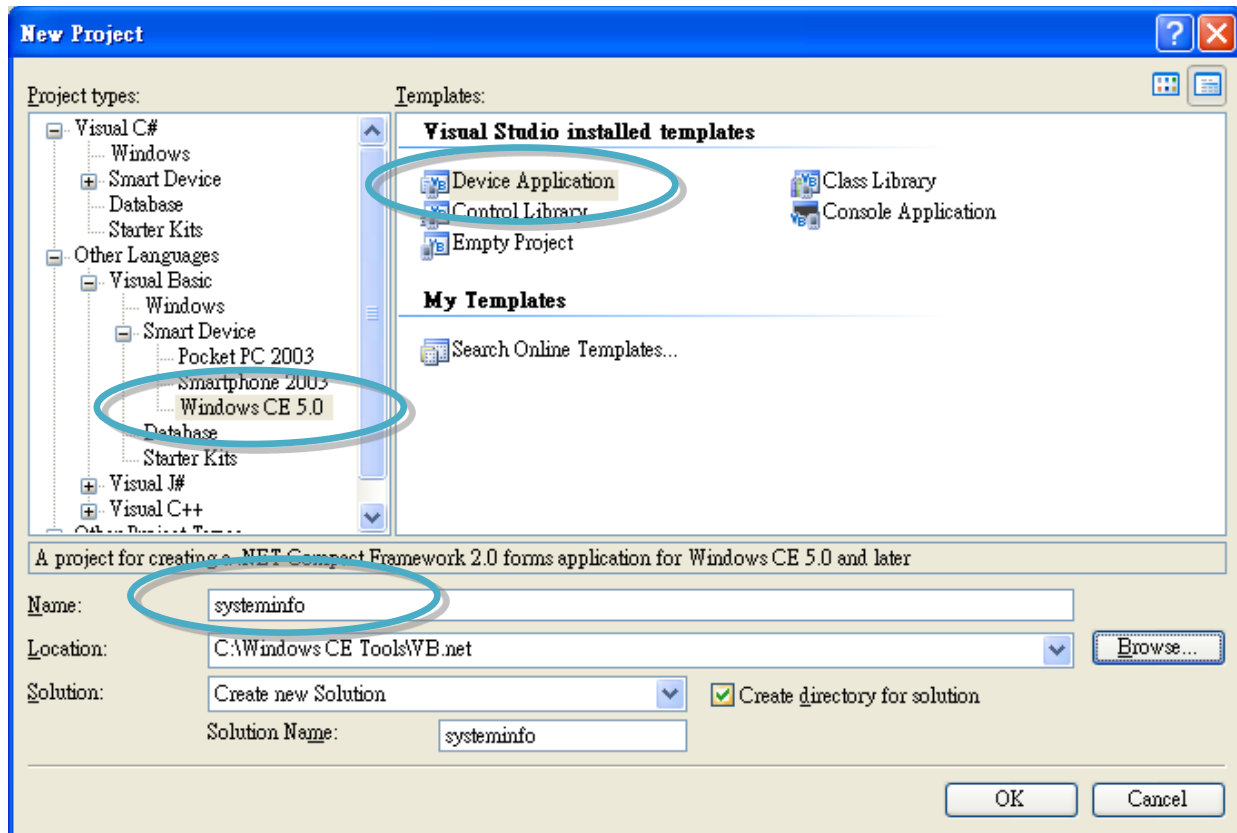 New Project
Project types:
Templates:
Visual C#
Windows
Smart Device
Database
Starter Kits
Other Languages
Visual Basic
Windows
Smart Device
Pocket PC 2003
Smartphone 2003
Windows CE 5.0
Database
Starter Kits
Visual J#
Visual C++
Other Project Types
Visual Studio installed templates
Device Application
Class Library
Control Library
Console Application
Empty Project
My Templates
Search Online Templates...
A project for creating a .NET Compact Framework 2.0 forms application for Windows CE 5.0 and later
Name:
systeminfo
Location:
C:\Windows CE Tools\VB.net
Browse...
Solution:
Create new Solution
Create directory for solution
Solution Name:
systeminfo
OK
Cancel